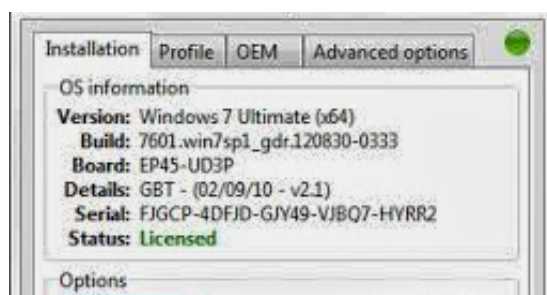 Installation Profile OEM Advanced options
OS information
Version: Windows 7 Ultimate (x64)
Build: 7601.win7sp1_gdr.120830-0333
Board: EP45-UD3P
Details: GBT - (02/09/10 - v2.1)
Serial: FJGCP-4DFJD-GJY49-VJBQ7-HYRR2
Status: Licensed
Options